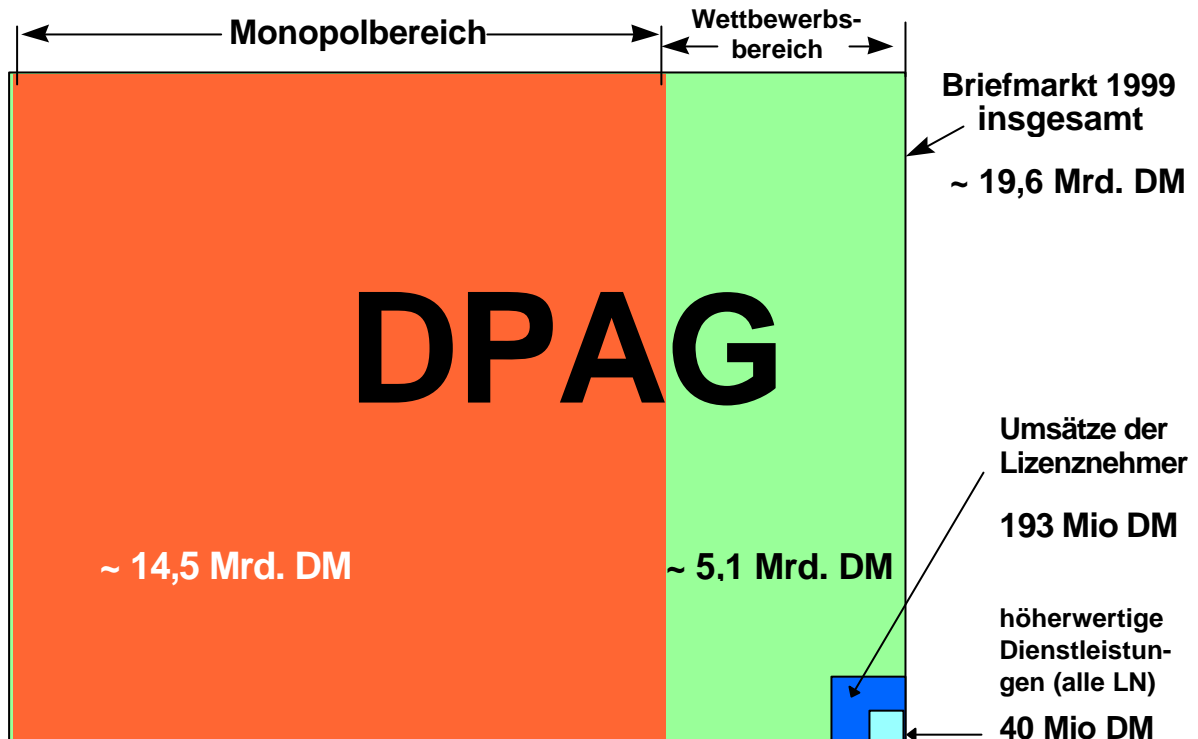 Monopolbereich
Wettbewerbs-
bereich
Briefmarkt 1999
insgesamt
~ 19,6 Mrd. DM
DPAG
Umsätze der
Lizenznehmer
193 Mio DM
~ 14,5 Mrd. DM
~ 5,1 Mrd. DM
höherwertige
Dienstleistun-
gen (alle LN)
40 Mio DM